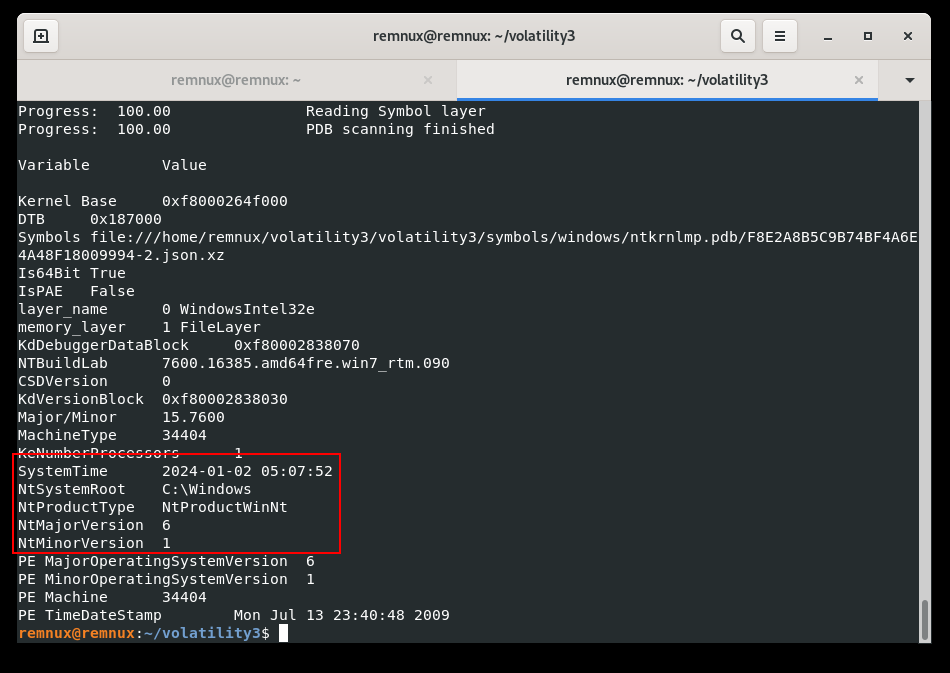 remnux@remnux: ~/volatility3
remnux@remnux: ~
remnux@remnux: ~/volatility3
Progress:  100.00               Reading Symbol layer
Progress:  100.00               PDB scanning finished
Variable        Value
Kernel Base     0xf8000264f000
DTB     0x187000
Symbols file:///home/remnux/volatility3/volatility3/symbols/windows/ntkrnlmp.pdb/F8E2A8B5C9B74BF4A6E
4A48F18009994-2.json.xz
Is64Bit True
IsPAE   False
layer_name      0 WindowsIntel32e
memory_layer    1 FileLayer
KdDebuggerDataBlock     0xf80002838070
NTBuildLab      7600.16385.amd64fre.win7_rtm.090
CSDVersion      0
KdVersionBlock  0xf80002838030
Major/Minor     15.7600
MachineType     34404
KeNumberProcessors      1
SystemTime      2024-01-02 05:07:52
NtSystemRoot    C:\Windows
NtProductType   NtProductWinNt
NtMajorVersion  6
NtMinorVersion  1
PE MajorOperatingSystemVersion  6
PE MinorOperatingSystemVersion  1
PE Machine      34404
PE TimeDateStamp        Mon Jul 13 23:40:48 2009
remnux@remnux:~/volatility3$